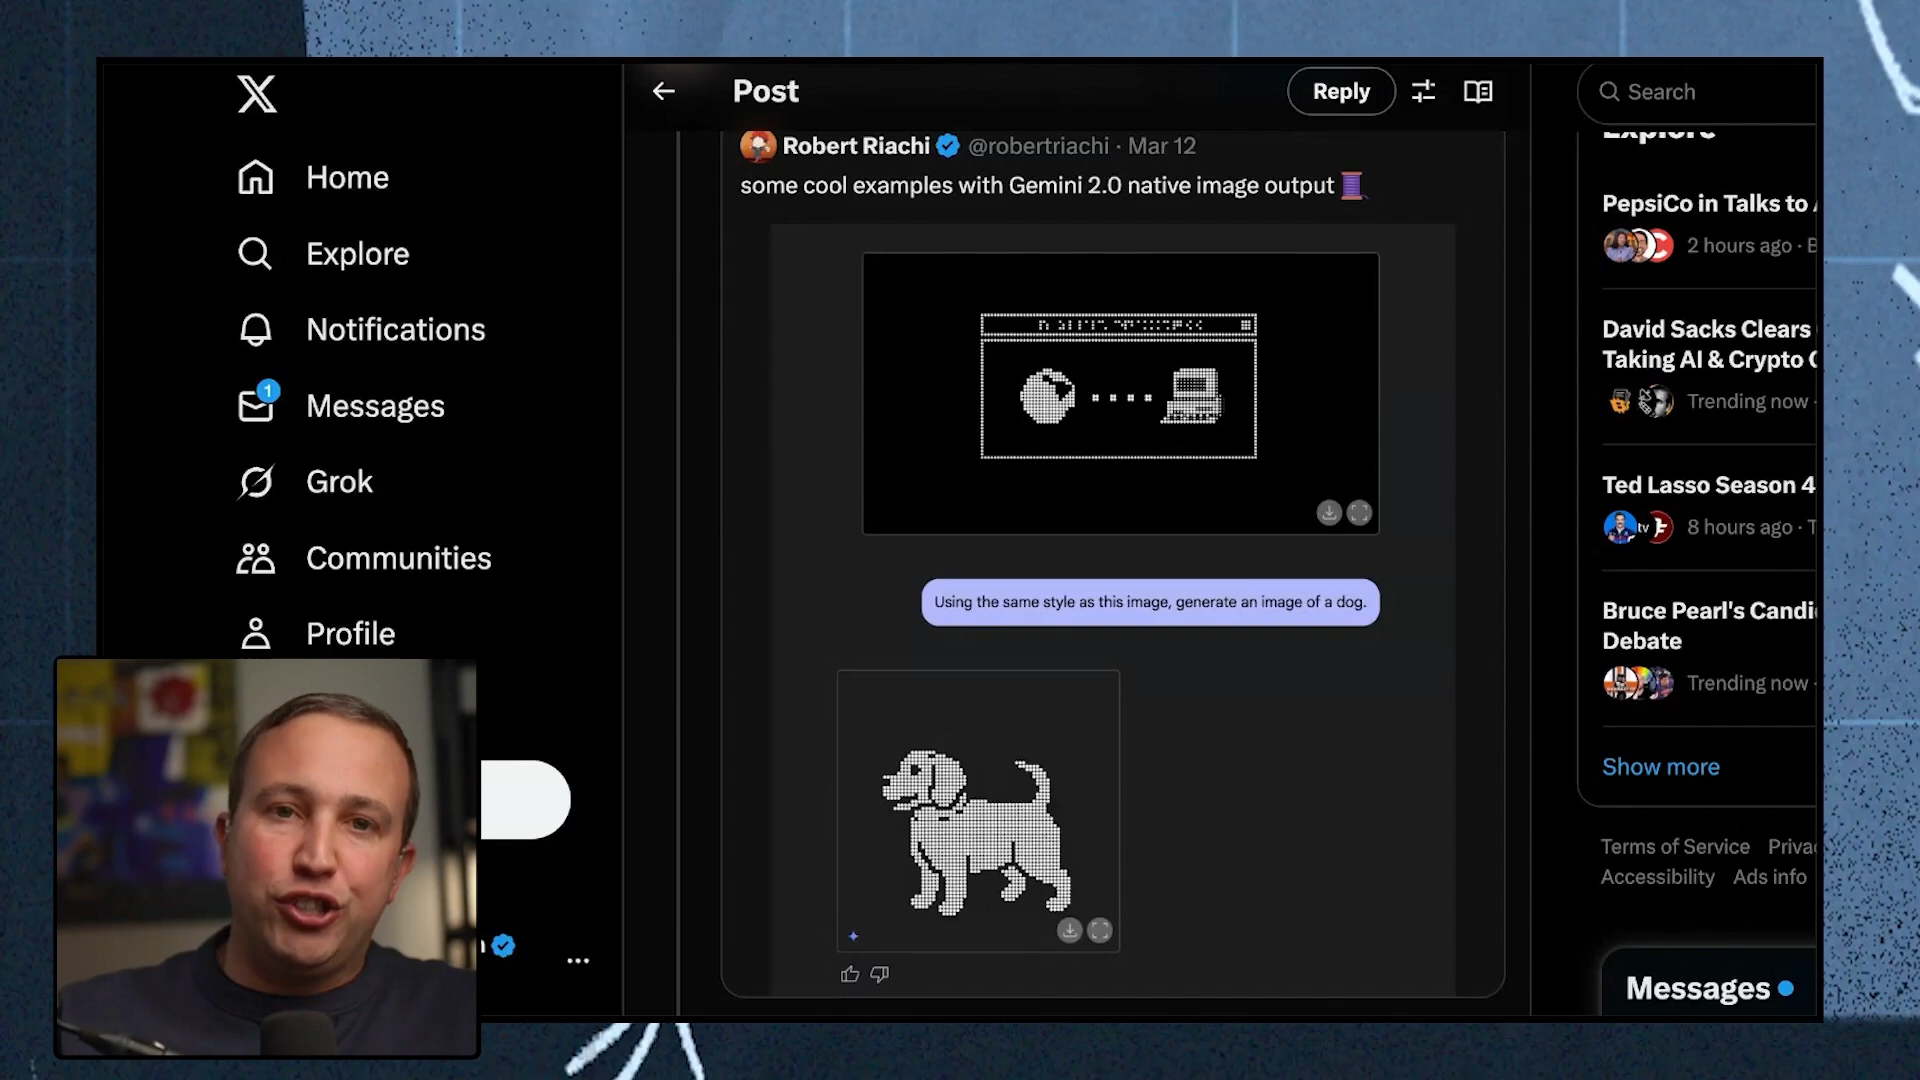 Home
Explore
Notifications
1
Messages
Grok
Communities
Profile
Post
Reply
Robert Riachi @robertriachi · Mar 12
some cool examples with Gemini 2.0 native image output
Using the same style as this image, generate an image of a dog.
Search
Explore
PepsiCo in Talks to
2 hours ago ·
David Sacks Clears
Taking AI & Crypto
Trending now ·
Ted Lasso Season 4
tv
8 hours ago ·
Bruce Pearl's
Debate
Trending now ·
Show more
Terms of Service
Accessibility Ads info
Messages